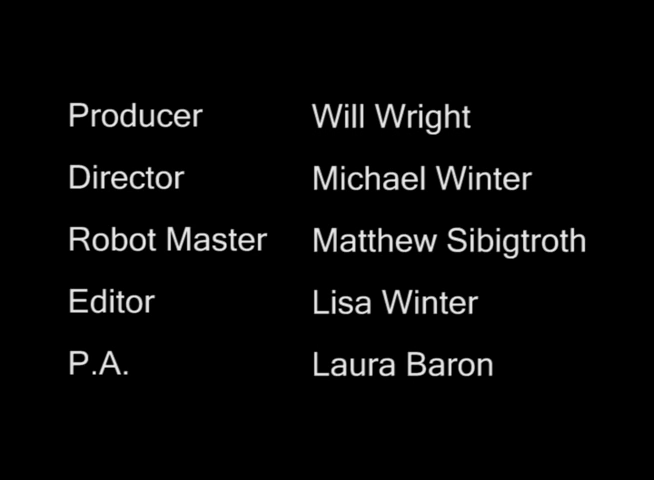 Producer Will Wright
Director Michael Winter
Robot Master Matthew Sibigtroth
Editor Lisa Winter
P.A. Laura Baron